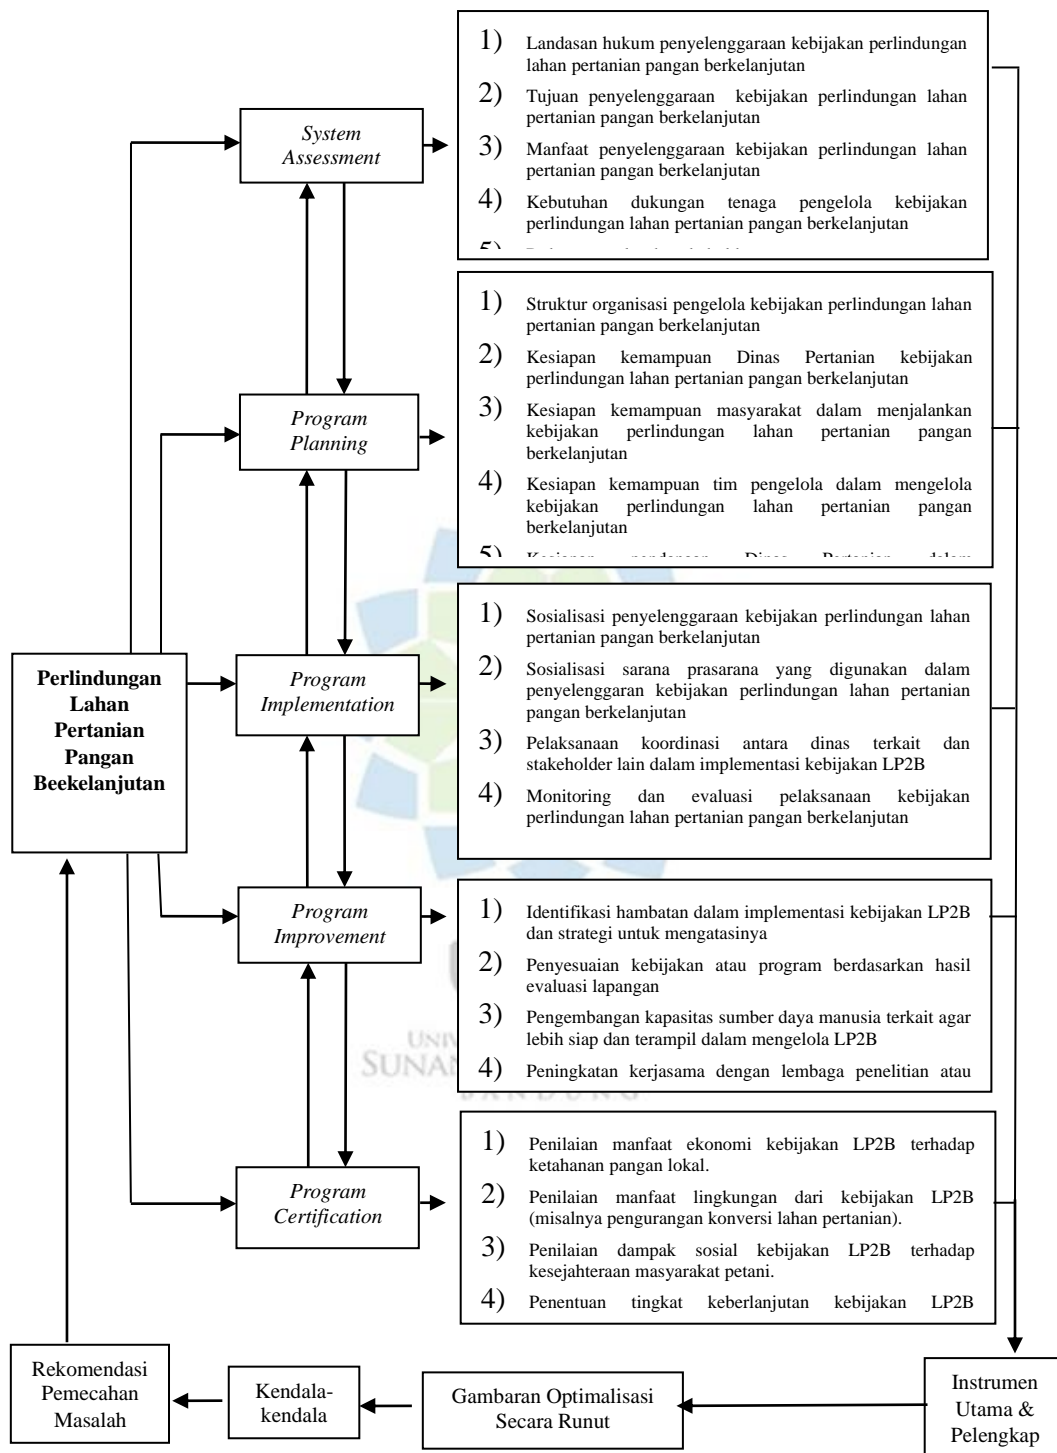 1) Landasan hukum penyelenggaraan kebijakan perlindungan
lahan pertanian pangan berkelanjutan
2) Tujuan penyelenggaraan kebijakan perlindungan lahan
pertanian pangan berkelanjutan
3) Manfaat penyelenggaraan kebijakan perlindungan lahan
pertanian pangan berkelanjutan
4) Kebutuhan dukungan tenaga pengelola kebijakan
perlindungan lahan pertanian pangan berkelanjutan
5)
System
Assessment
1) Struktur organisasi pengelola kebijakan perlindungan lahan
pertanian pangan berkelanjutan
2) Kesiapan kemampuan Dinas Pertanian kebijakan
perlindungan lahan pertanian pangan berkelanjutan
3) Kesiapan kemampuan masyarakat dalam menjalankan
kebijakan perlindungan lahan pertanian pangan
berkelanjutan
4) Kesiapan kemampuan tim pengelola dalam mengelola
kebijakan perlindungan lahan pertanian pangan
berkelanjutan
5) Kesiapan pendanaan Dinas Pertanian dalam
Program
Planning
1) Sosialisasi penyelenggaraan kebijakan perlindungan lahan
pertanian pangan berkelanjutan
2) Sosialisasi sarana prasarana yang digunakan dalam
penyelenggaran kebijakan perlindungan lahan pertanian
pangan berkelanjutan
3) Pelaksanaan koordinasi antara dinas terkait dan
stakeholder lain dalam implementasi kebijakan LP2B
4) Monitoring dan evaluasi pelaksanaan kebijakan
perlindungan lahan pertanian pangan berkelanjutan
Program
Implementation
Perlindungan
Lahan
Pertanian
Pangan
Beekelanjutan
1) Identifikasi hambatan dalam implementasi kebijakan LP2B
dan strategi untuk mengatasinya
2) Penyesuaian kebijakan atau program berdasarkan hasil
evaluasi lapangan
3) Pengembangan kapasitas sumber daya manusia terkait agar
lebih siap dan terampil dalam mengelola LP2B
4) Peningkatan kerjasama dengan lembaga penelitian atau
Program
Improvement
SUNAN
BANDUNG
1) Penilaian manfaat ekonomi kebijakan LP2B terhadap
ketahanan pangan lokal.
2) Penilaian manfaat lingkungan dari kebijakan LP2B
(misalnya pengurangan konversi lahan pertanian).
3) Penilaian dampak sosial kebijakan LP2B terhadap
kesejahteraan masyarakat petani.
4) Penentuan tingkat keberlanjutan kebijakan LP2B
Program
Certification
Rekomendasi
Pemecahan
Masalah
Kendala-
kendala
Gambaran Optimalisasi
Secara Runut
Instrumen
Utama &
Pelengkap